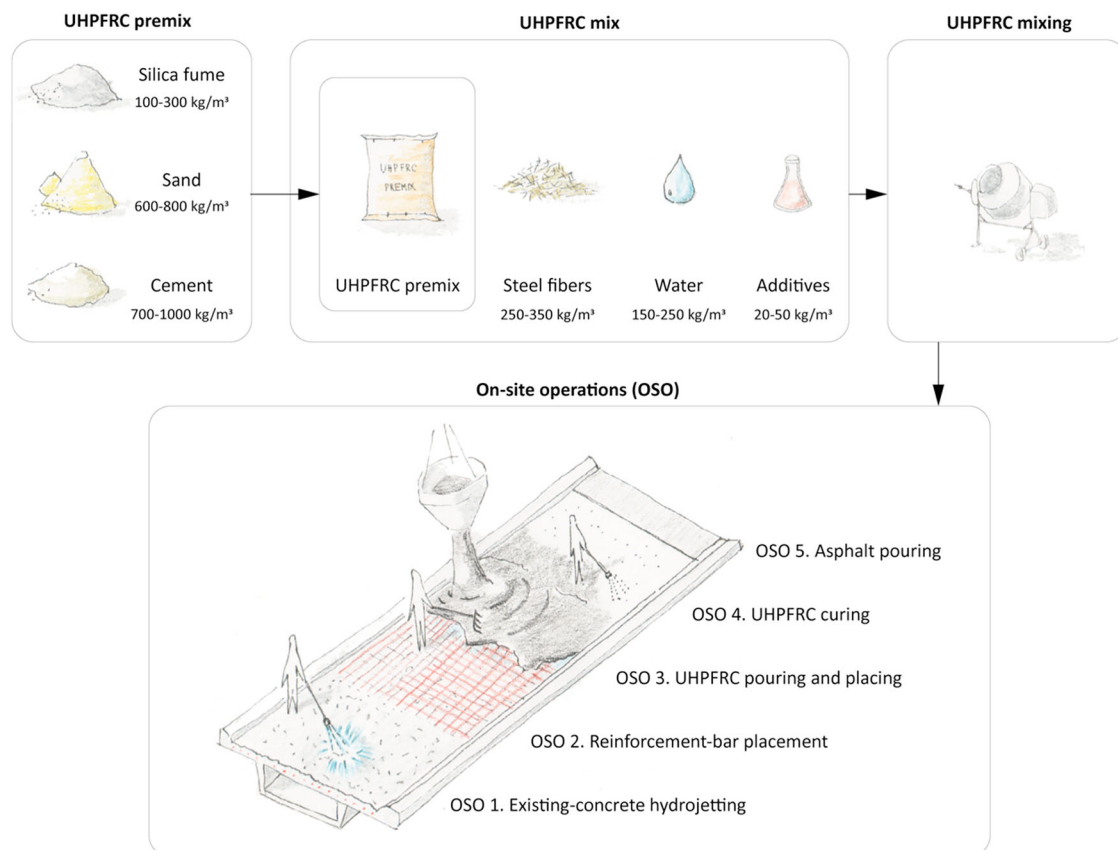 UHPFRC premix
Silica fume
100-300 kg/m³
Sand
600-800 kg/m³
Cement
700-1000 kg/m³
UHPFRC mix
UHPFRC
PREMIX
UHPFRC premix
Steel fibers
250-350 kg/m³
Water
150-250 kg/m³
Additives
20-50 kg/m³
UHPFRC mixing
On-site operations (OSO)
OSO 5. Asphalt pouring
OSO 4. UHPFRC curing
OSO 3. UHPFRC pouring and placing
OSO 2. Reinforcement-bar placement
OSO 1. Existing-concrete hydrojetting